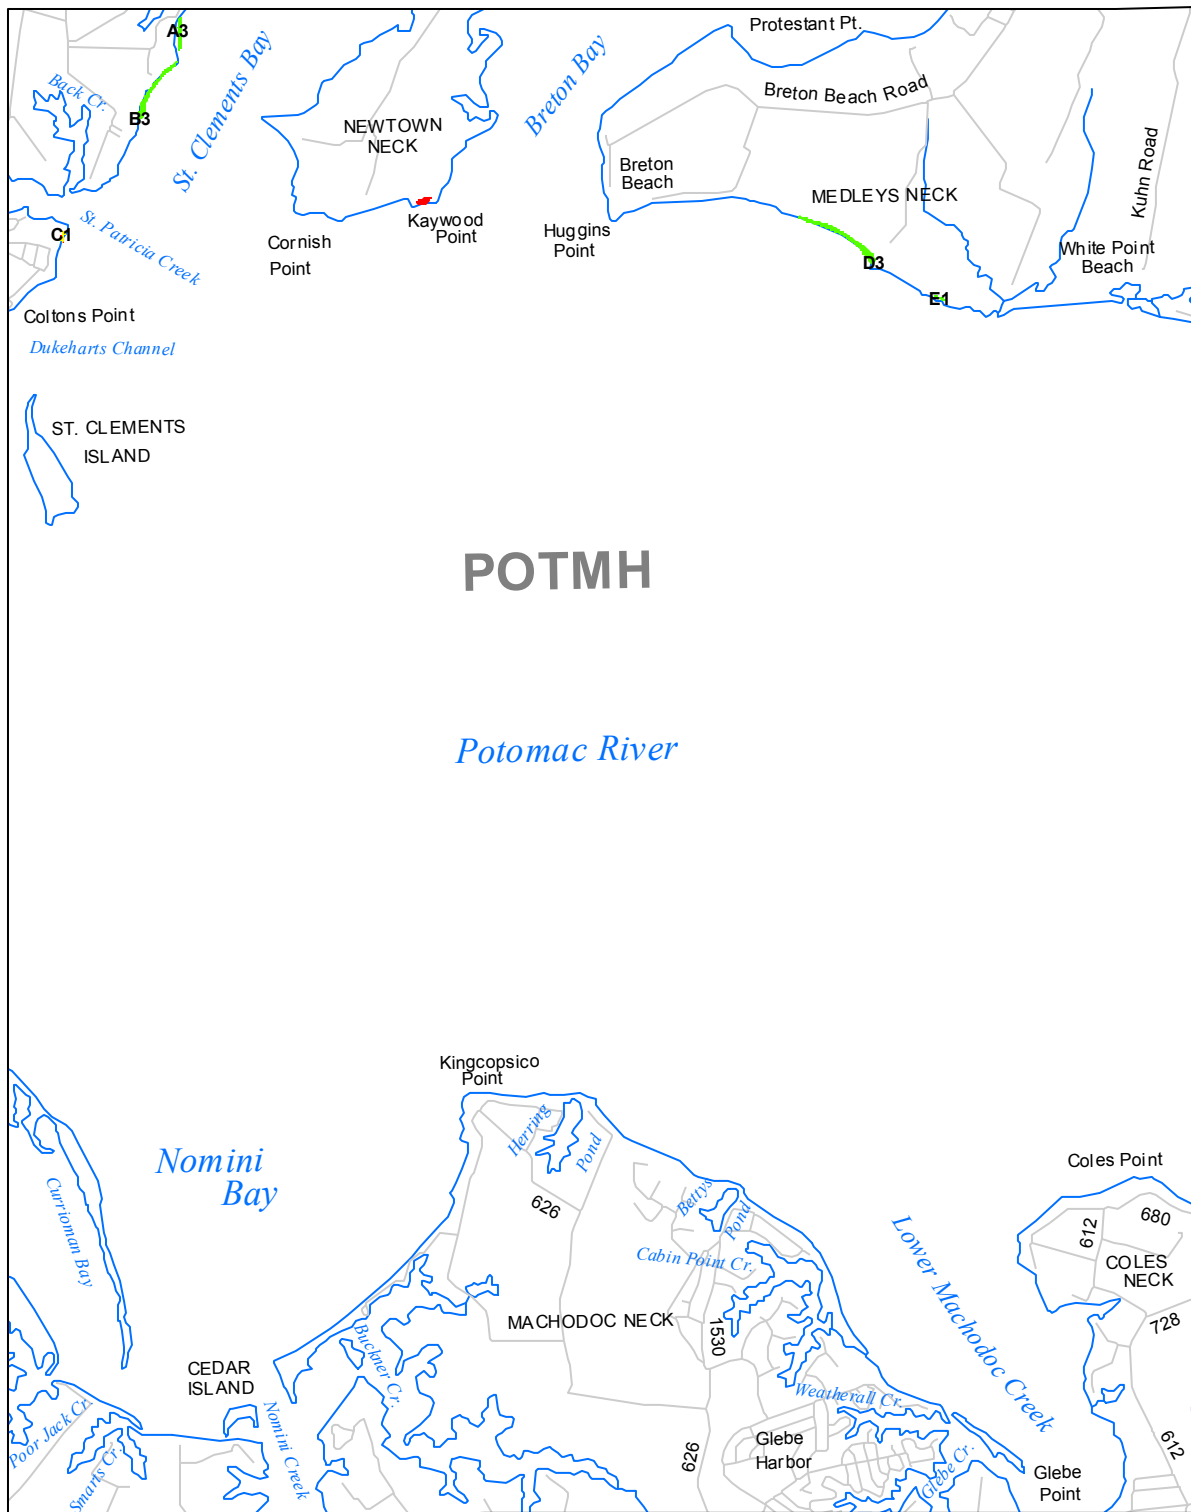 A3
Protestant Pt.
St. Clements Bay
Breton Bay
Back Cr.
Breton Beach Road
B3
NEWTOWN
NECK
Kuhn Road
Breton
Beach
MEDLEYS NECK
St. Patricia Creek
Kaywood
Point
C1
Cornish
Point
Huggins
Point
White Point
Beach
D3
E1
Coltons Point
Dukeharts Channel
ST. CLEMENTS
ISLAND
POTMH
Potomac River
Kingcopsico
Point
Herring
Pond
Nomini
Bay
Coles Point
Currioman Bay
626
Bettys
Pond
Lower Machodoc Creek
612
680
Cabin Point Cr.
COLES
NECK
MACHODOC NECK
1530
728
Buckner Cr.
CEDAR
ISLAND
Weatherall Cr.
Poor Jack Cr.
Nomini Creek
Smarts Cr.
626
Glebe
Harbor
Glebe Cr.
612
Glebe
Point